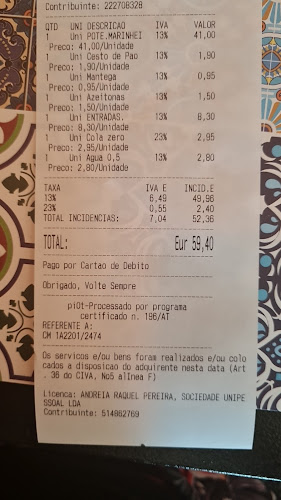 Contribuinte: 222708328
QTD UNI DESCRICAO IVA VALOR
1 Uni POTE.MARINHEI 13% 41,00
Preco: 41,00/Unidade
1 Uni Cesto de Pao 13% 1,90
Preco: 1,90/Unidade
1 Uni Mantega 13% 0,95
Preco: 0,95/Unidade
1 Uni Azeitonas 13% 1,50
Preco: 1,50/Unidade
1 Uni ENTRADAS. 13% 8,30
Preco: 8,30/Unidade
1 Uni Cola zero 23% 2,95
Preco: 2,95/Unidade
1 Uni Agua 0,5 13% 2,80
Preco: 2,80/Unidade
TAXA IVA E INCID.E
13% 6,49 49,96
23% 0,55 2,40
TOTAL INCIDENCIAS: 7,04 52,36
TOTAL: Eur 59,40
Pago por Cartao de Debito
Obrigado, Volte Sempre
piOt-Processado por programa
certificado n. 196/AT
REFERENTE A:
CM 1A2201/2474
Os servicos e/ou bens foram realizados e/ou colo
cados a disposicao do adquirente nesta data (Art
. 36 do CIVA, No5 alinea F)
Licenca: ANDREIA RAQUEL PEREIRA, SOCIEDADE UNIPE
SSOAL LDA
Contribuinte: 514862769